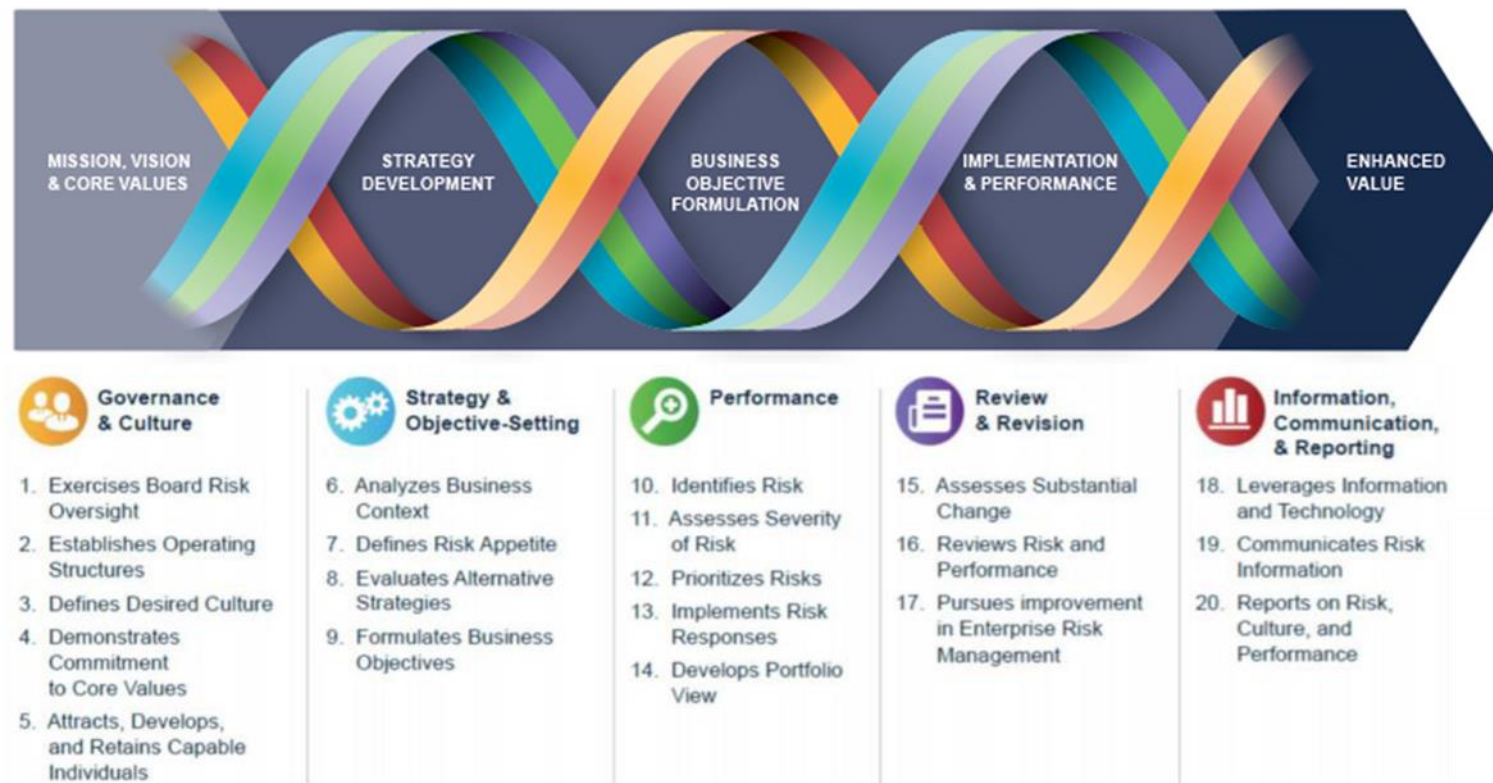 MISSION, VISION
& CORE VALUES
STRATEGY
DEVELOPMENT
BUSINESS
OBJECTIVE
FORMULATION
IMPLEMENTATION
& PERFORMANCE
ENHANCED
VALUE
Governance
& Culture
1. Exercises Board Risk
Oversight
2. Establishes Operating
Structures
3. Defines Desired Culture
4. Demonstrates
Commitment
to Core Values
5. Attracts, Develops,
and Retains Capable
Individuals
Strategy &
Objective-Setting
6. Analyzes Business
Context
7. Defines Risk Appetite
8. Evaluates Alternative
Strategies
9. Formulates Business
Objectives
Performance
10. Identifies Risk
11. Assesses Severity
of Risk
12. Prioritizes Risks
13. Implements Risk
Responses
14. Develops Portfolio
View
Review
& Revision
15. Assesses Substantial
Change
16. Reviews Risk and
Performance
17. Pursues improvement
in Enterprise Risk
Management
Information,
Communication,
& Reporting
18. Leverages Information
and Technology
19. Communicates Risk
Information
20. Reports on Risk,
Culture, and
Performance